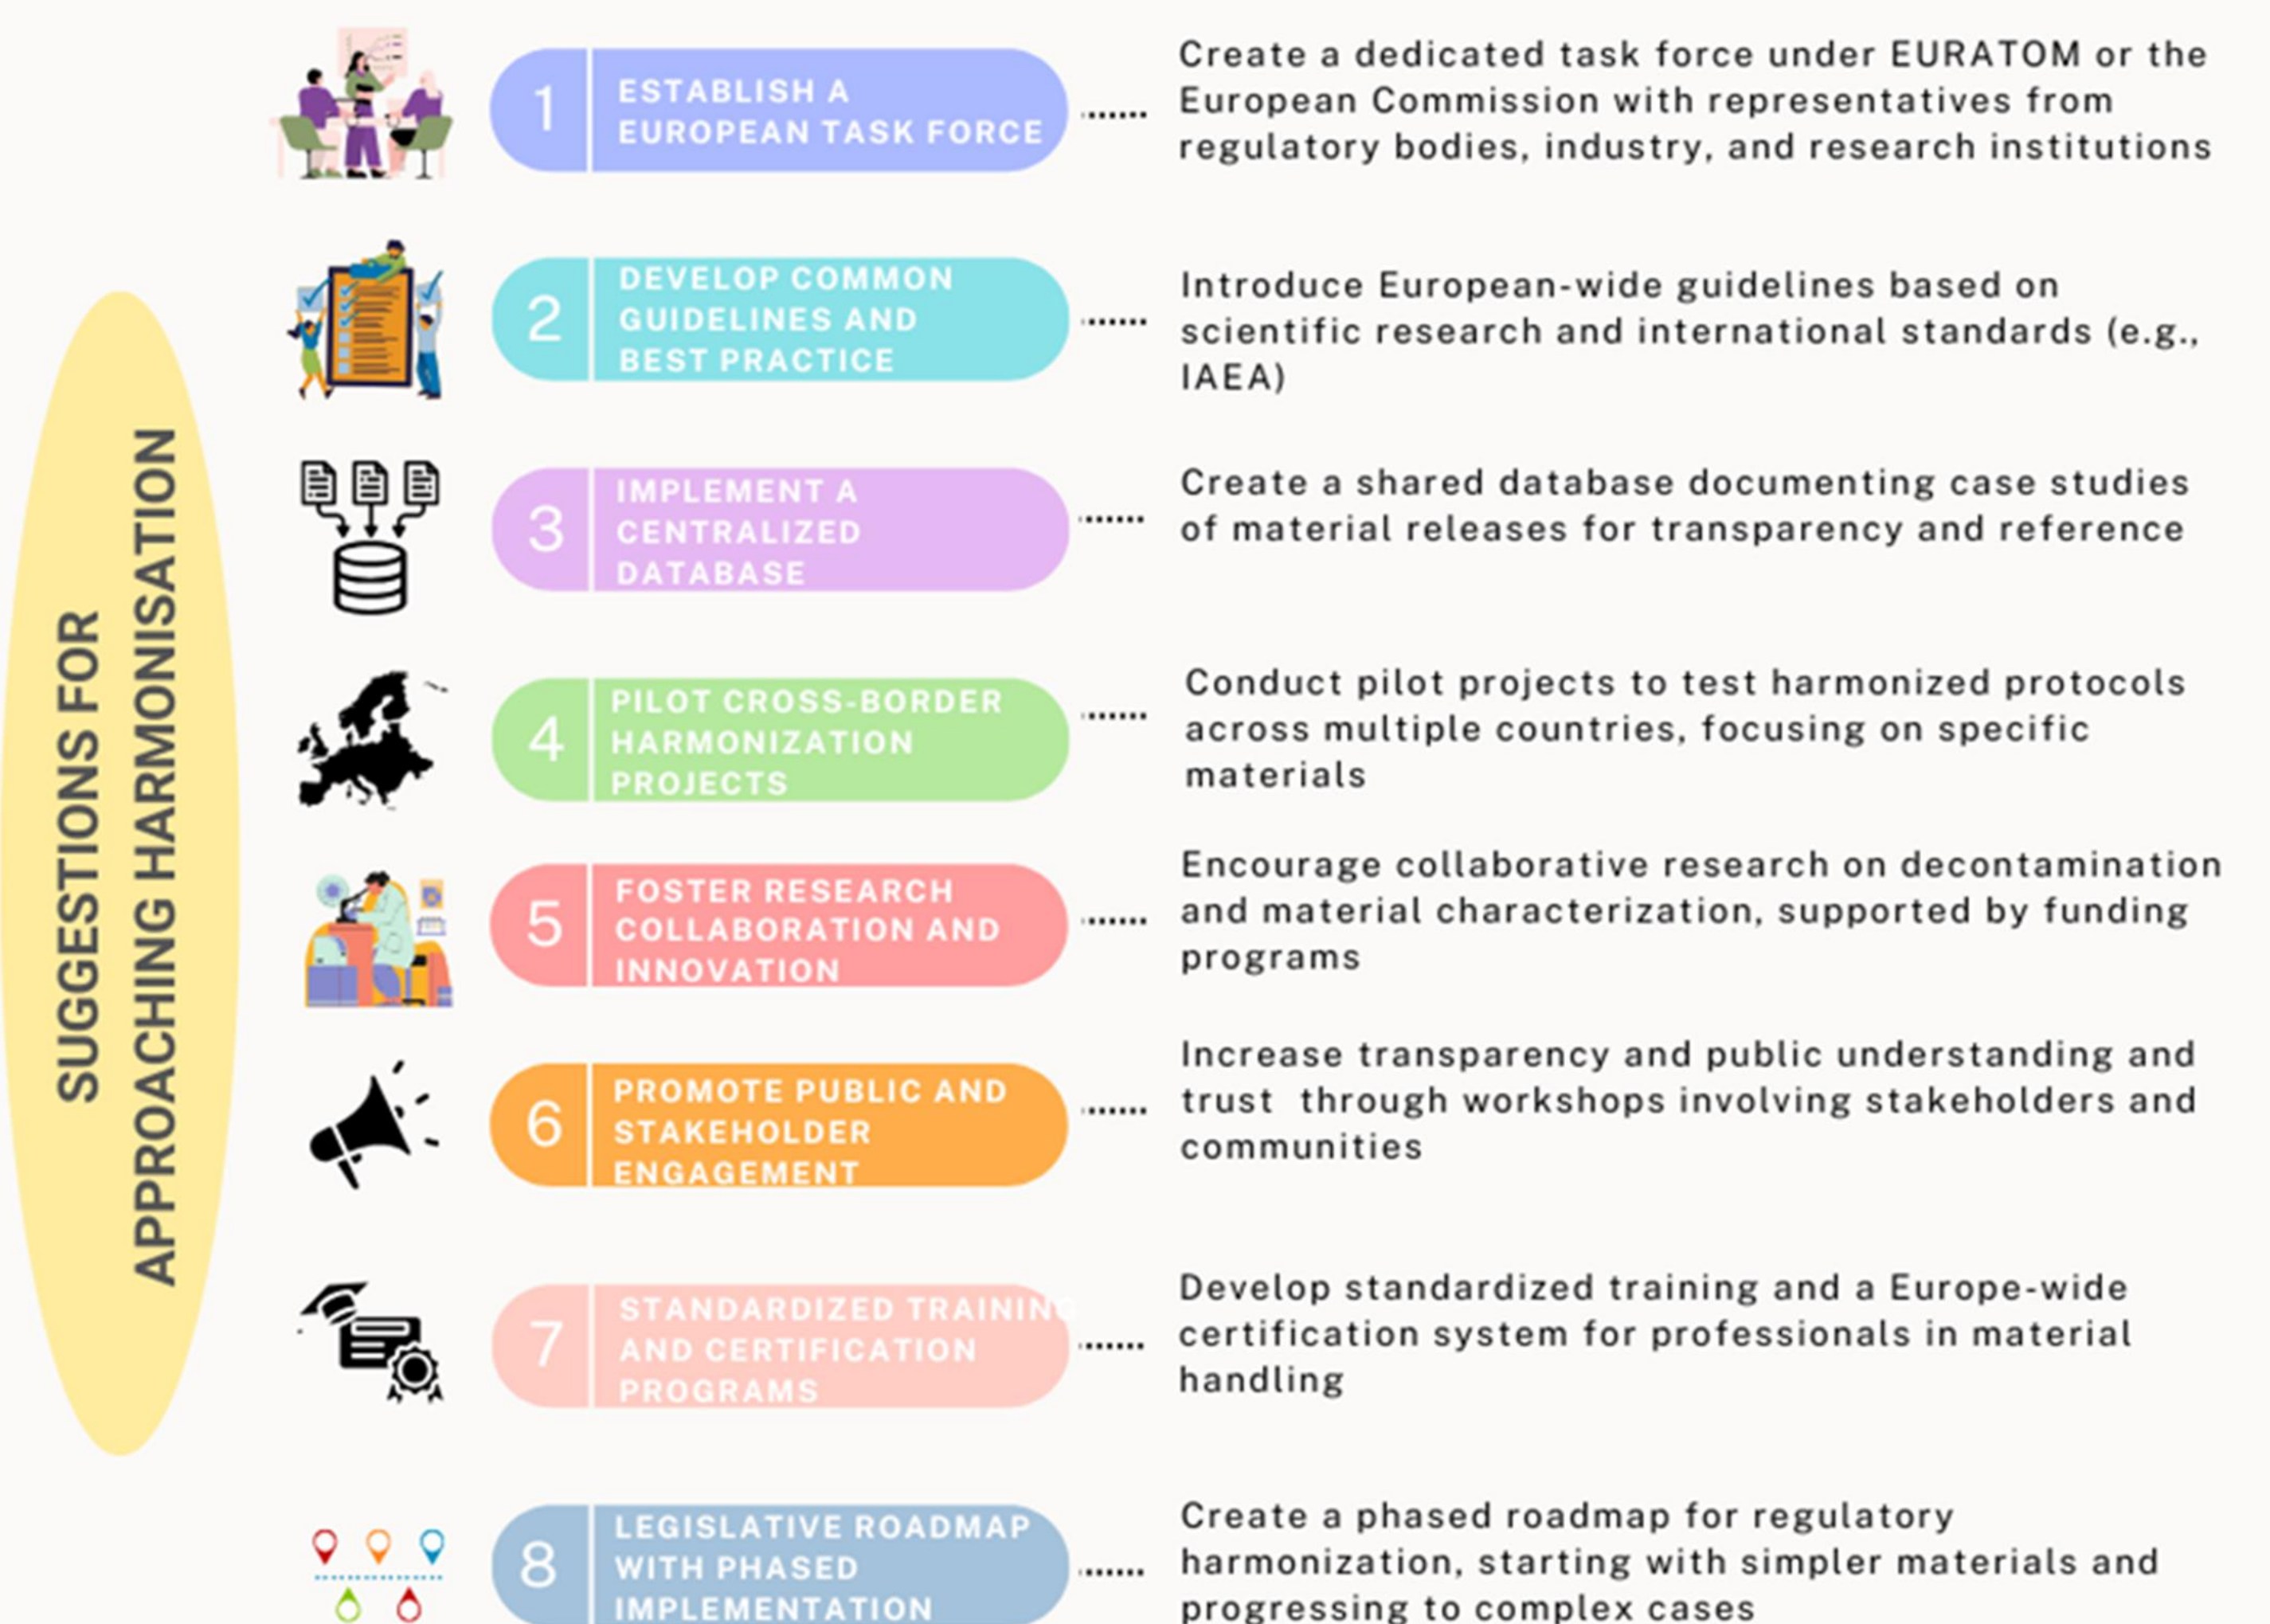 SUGGESTIONS FOR
APPROACHING HARMONISATION
1
ESTABLISH A
EUROPEAN TASK FORCE
Create a dedicated task force under EURATOM or the
European Commission with representatives from
regulatory bodies, industry, and research institutions
2
DEVELOP COMMON
GUIDELINES AND
BEST PRACTICE
Introduce European-wide guidelines based on
scientific research and international standards (e.g.,
IAEA)
3
IMPLEMENT A
CENTRALIZED
DATABASE
Create a shared database documenting case studies
of material releases for transparency and reference
4
PILOT CROSS-BORDER
HARMONIZATION
PROJECTS
Conduct pilot projects to test harmonized protocols
across multiple countries, focusing on specific
materials
5
FOSTER RESEARCH
COLLABORATION AND
INNOVATION
Encourage collaborative research on decontamination
and material characterization, supported by funding
programs
6
PROMOTE PUBLIC AND
STAKEHOLDER
ENGAGEMENT
Increase transparency and public understanding and
trust through workshops involving stakeholders and
communities
7
STANDARDIZED TRAINING
AND CERTIFICATION
PROGRAMS
Develop standardized training and a Europe-wide
certification system for professionals in material
handling
8
LEGISLATIVE ROADMAP
WITH PHASED
IMPLEMENTATION
Create a phased roadmap for regulatory
harmonization, starting with simpler materials and
progressing to complex cases